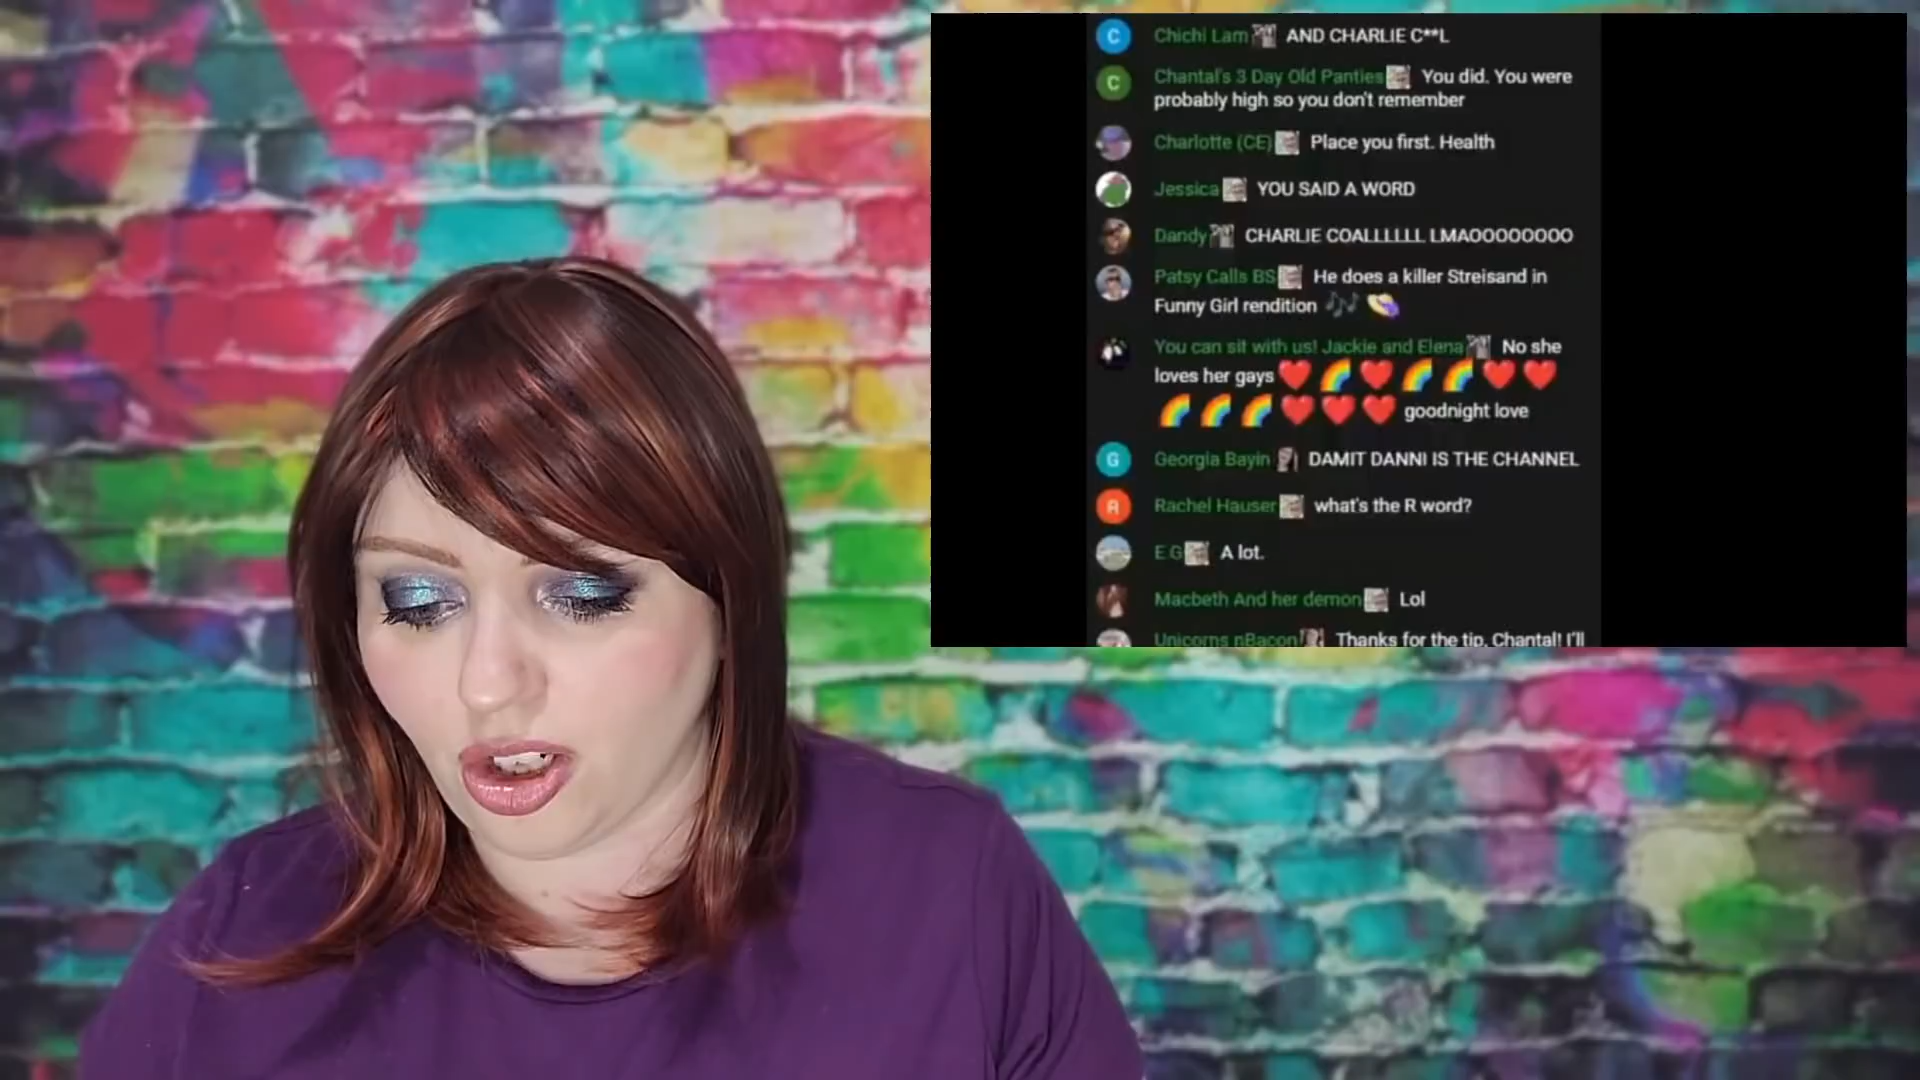 C Chichi Lam AND CHARLIE C**L
C Chantal's 3 Day Old Panties You did. You were
probably high so you don't remember
Charlotte (CE) Place you first. Health
Jessica YOU SAID A WORD
Dandy CHARLIE COALLLLLL LMAOOOOOOOO
Patsy Calls BS He does a killer Streisand in
Funny Girl rendition 🎶 👒
You can sit with us! Jackie and Elena No she
loves her gays ❤️🌈❤️🌈🌈❤️❤️
🌈🌈🌈❤️❤️❤️ goodnight love
G Georgia Bayin DAMIT DANNI IS THE CHANNEL
R Rachel Hauser what's the R word?
E G A lot.
Macbeth And her demon Lol
Unicorns nBacon Thanks for the tip, Chantal! I'll